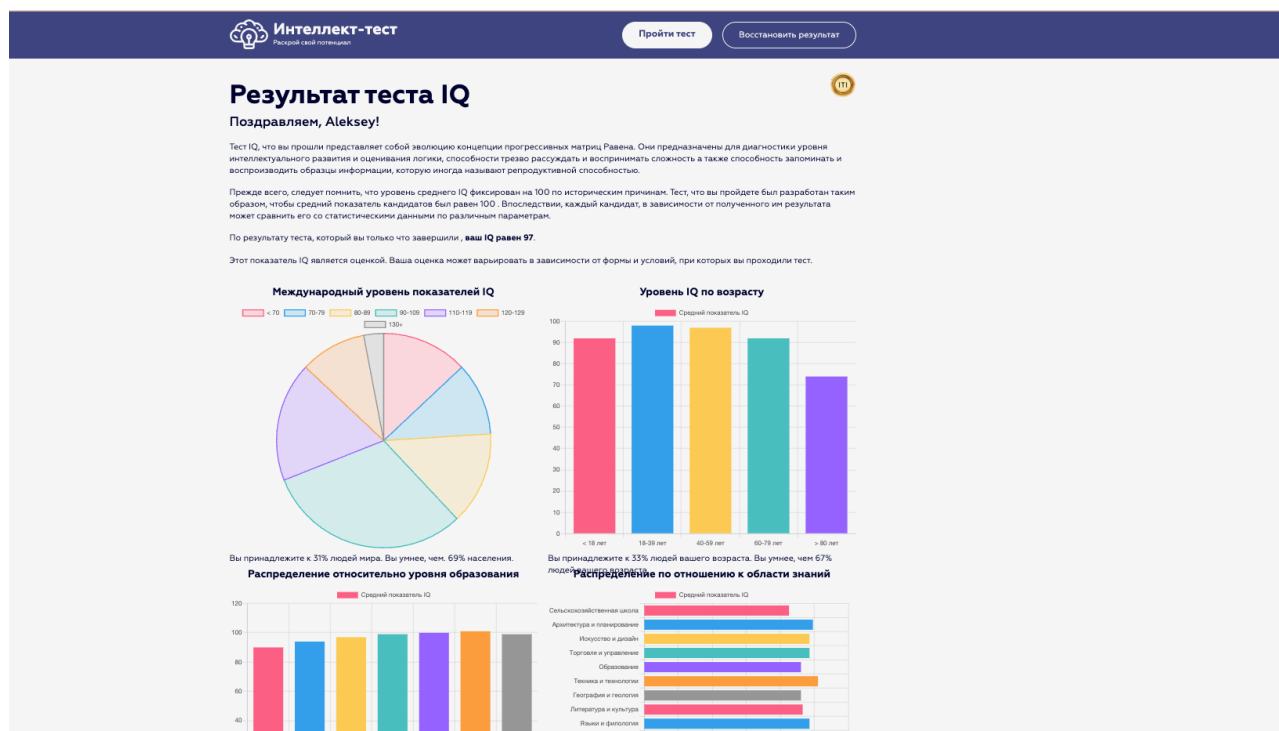 Интеллект-тест
Раскрой свой потенциал
Пройти тест
Восстановить результат
Результат теста IQ
ITI
Поздравляем, Aleksey!
Тест IQ, что вы прошли представляет собой эволюцию концепции прогрессивных матриц Равена. Они предназначены для диагностики уровня
интеллектуального развития и оценивания логики, способности трезво рассуждать и воспринимать сложность а также способность запоминать и
воспроизводить образцы информации, которую иногда называют репродуктивной способностью.
Прежде всего, следует помнить, что уровень среднего IQ фиксирован на 100 по историческим причинам. Тест, что вы пройдете был разработан таким
образом, чтобы средний показатель кандидатов был равен 100 . Впоследствии, каждый кандидат, в зависимости от полученного им результата
может сравнить его со статистическими данными по различным параметрам.
По результату теста, который вы только что завершили , ваш IQ равен 97.
Этот показатель IQ является оценкой. Ваша оценка может варьировать в зависимости от формы и условий, при которых вы проходили тест.
Международный уровень показателей IQ
< 70 70-79 80-89 90-109 110-119 120-129
130+
Вы принадлежите к 31% людей мира. Вы умнее, чем. 69% населения.
Уровень IQ по возрасту
Средний показатель IQ
100
90
80
70
60
50
40
30
20
10
0
< 18 лет 18-39 лет 40-59 лет 60-79 лет > 80 лет
Вы принадлежите к 33% людей вашего возраста. Вы умнее, чем 67%
людей вашего возраста.
Распределение относительно уровня образования
Средний показатель IQ
120
100
80
60
40
Распределение по отношению к области знаний
Средний показатель IQ
Сельскохозяйственная школа
Архитектура и планирование
Искусство и дизайн
Торговля и управление
Образование
Техника и технологии
География и геология
Литература и культура
Языки и филология